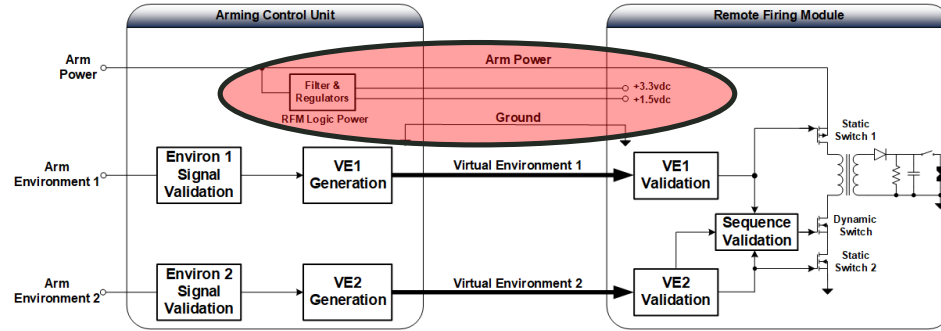 Arming Control Unit
Remote Firing Module
Arm
Power
Arm Power
Filter &
Regulators
RFM Logic Power
+3.3vdc
+1.5vdc
Ground
Static
Switch 1
Arm
Environment 1
Environ 1
Signal
Validation
VE1
Generation
Virtual Environment 1
VE1
Validation
Sequence
Validation
Dynamic
Switch
Static
Switch 2
Arm
Environment 2
Environ 2
Signal
Validation
VE2
Generation
Virtual Environment 2
VE2
Validation